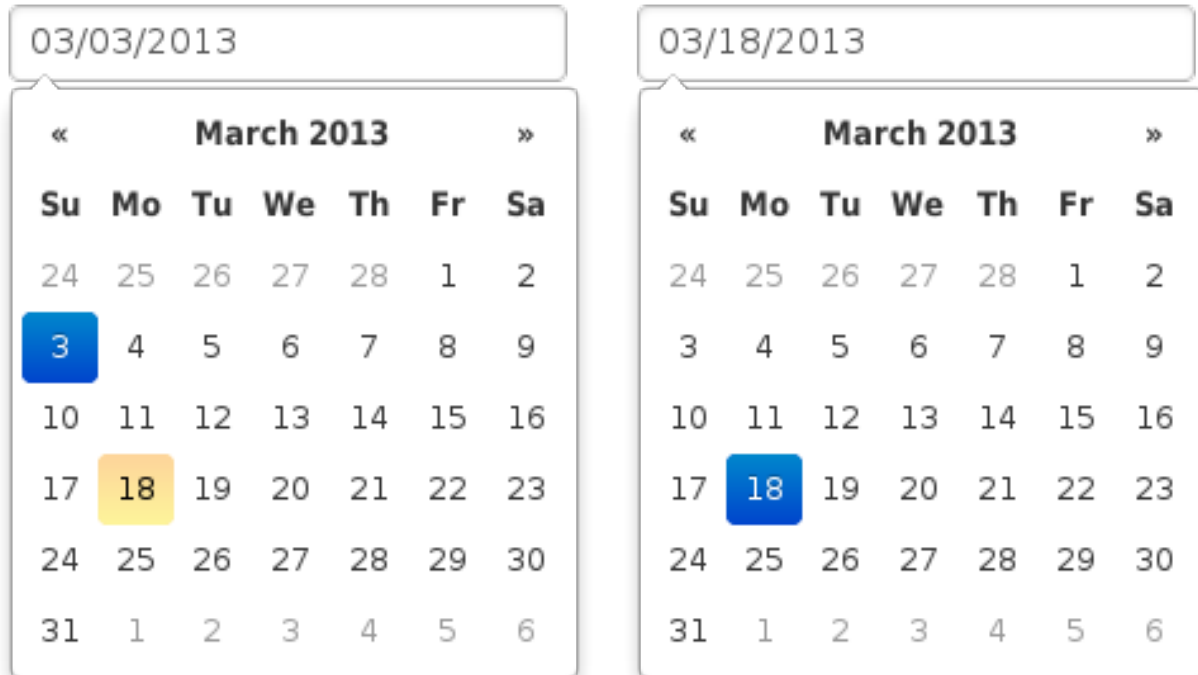 03/03/2013
« March 2013 »
Su Mo Tu We Th Fr Sa
24 25 26 27 28 1 2
3 4 5 6 7 8 9
10 11 12 13 14 15 16
17 18 19 20 21 22 23
24 25 26 27 28 29 30
31 1 2 3 4 5 6
03/18/2013
« March 2013 »
Su Mo Tu We Th Fr Sa
24 25 26 27 28 1 2
3 4 5 6 7 8 9
10 11 12 13 14 15 16
17 18 19 20 21 22 23
24 25 26 27 28 29 30
31 1 2 3 4 5 6